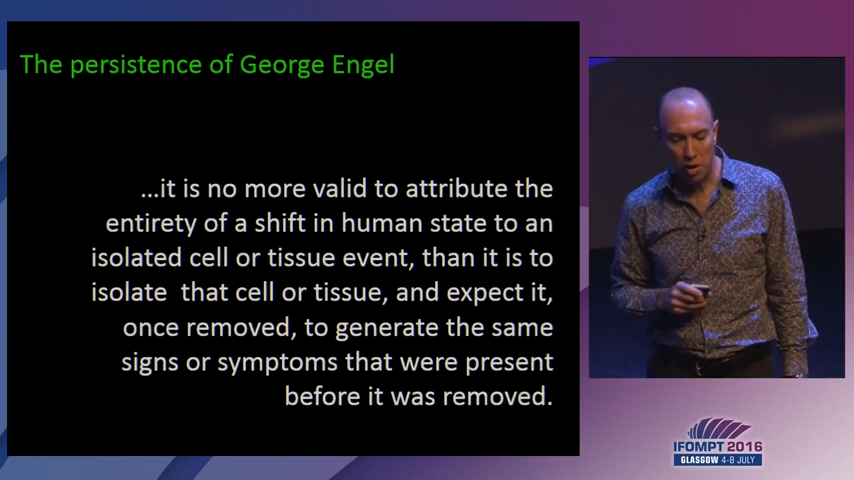 The persistence of George Engel
...it is no more valid to attribute the
entirety of a shift in human state to an
isolated cell or tissue event, than it is to
isolate that cell or tissue, and expect it,
once removed, to generate the same
signs or symptoms that were present
before it was removed.
IFOMPT 2016
GLASGOW 4-8 JULY